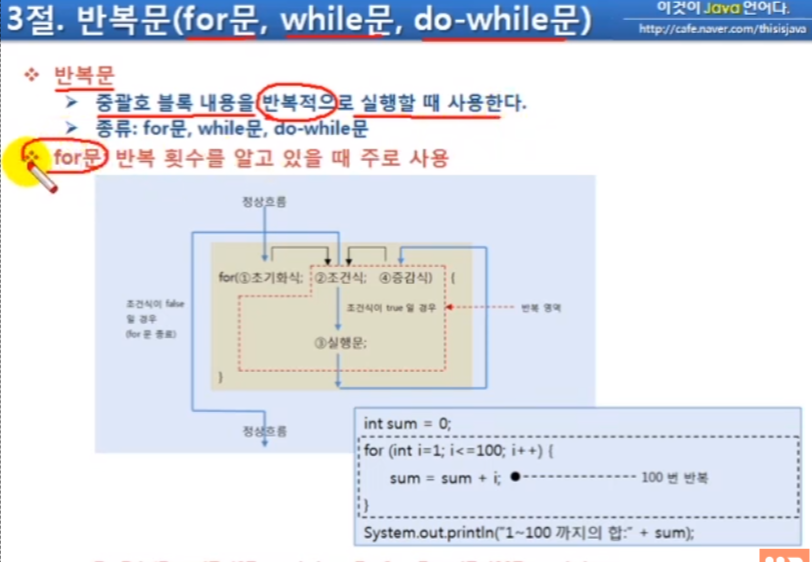 3절. 반복문(for문, while문, do-while문)
이것이 Java 언어다.
http://cafe.naver.com/thisisjava
❖ 반복문
➤ 중괄호 블록 내용을 반복적으로 실행할 때 사용한다.
➤ 종류: for문, while문, do-while문
❖ for문: 반복 횟수를 알고 있을 때 주로 사용
정상흐름
for(①초기화식; ②조건식; ④증감식) {
조건식이 false
일 경우
(for 문 종료)
조건식이 true 일 경우
반복 영역
③실행문;
}
정상흐름
int sum = 0;
for (int i=1; i<=100; i++) {
sum = sum + i;
100 번 반복
}
System.out.println("1~100 까지의 합:" + sum);